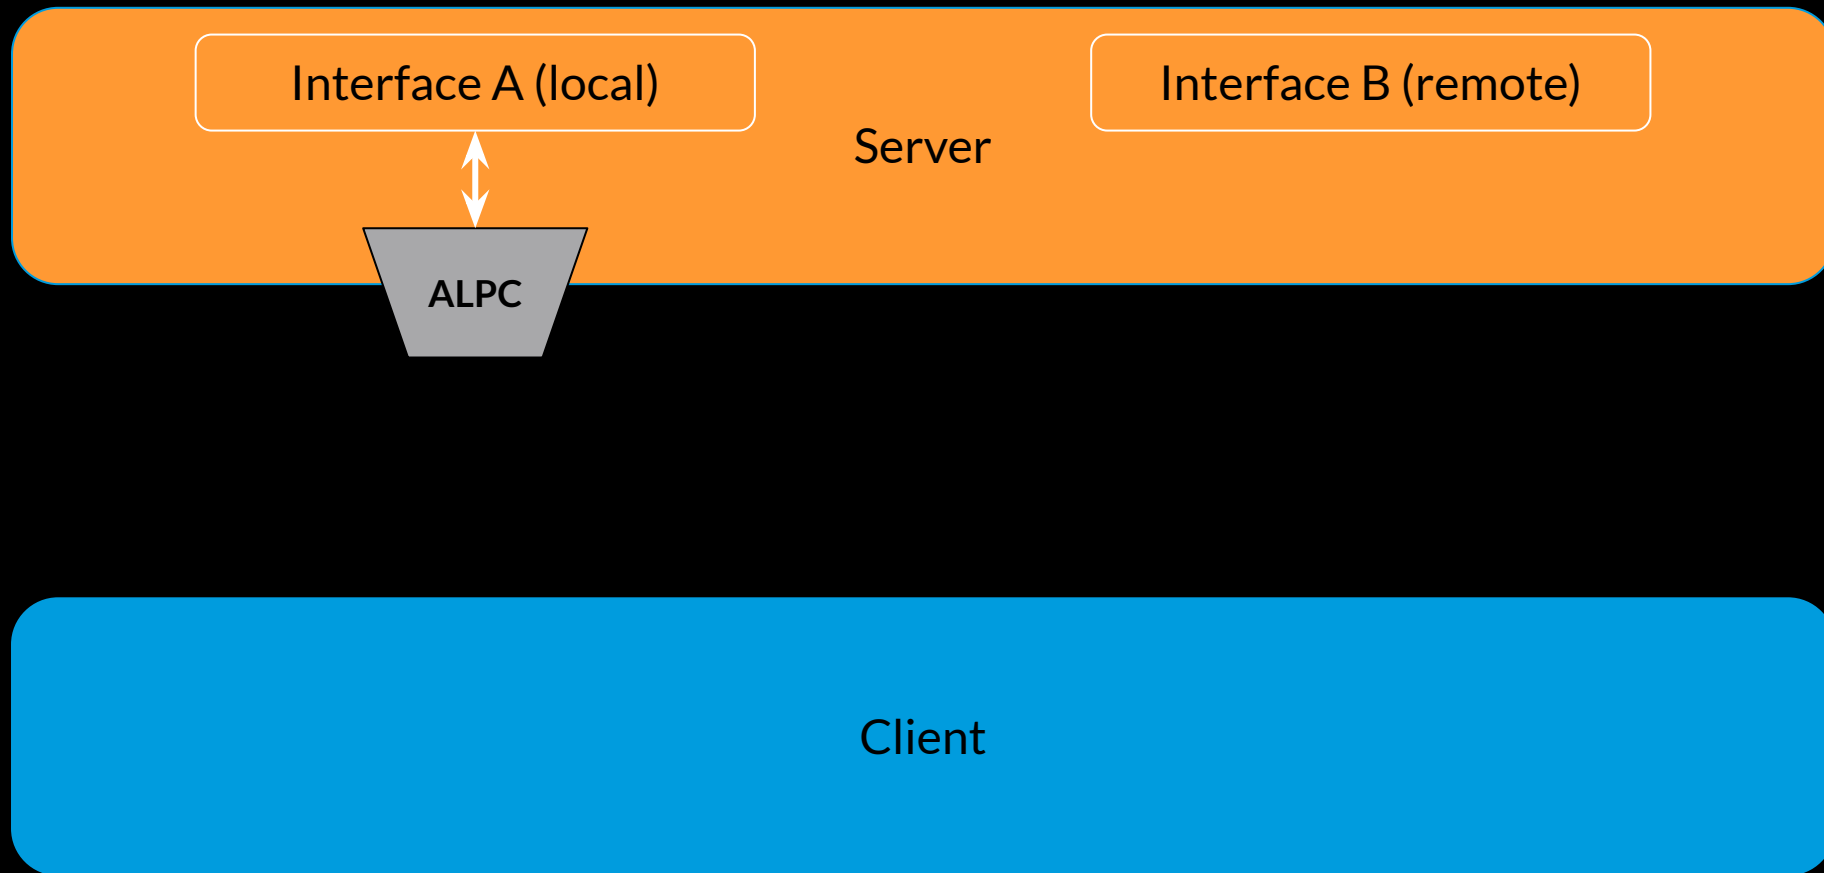 Interface A (local)
Interface B (remote)
Server
ALPC
Client